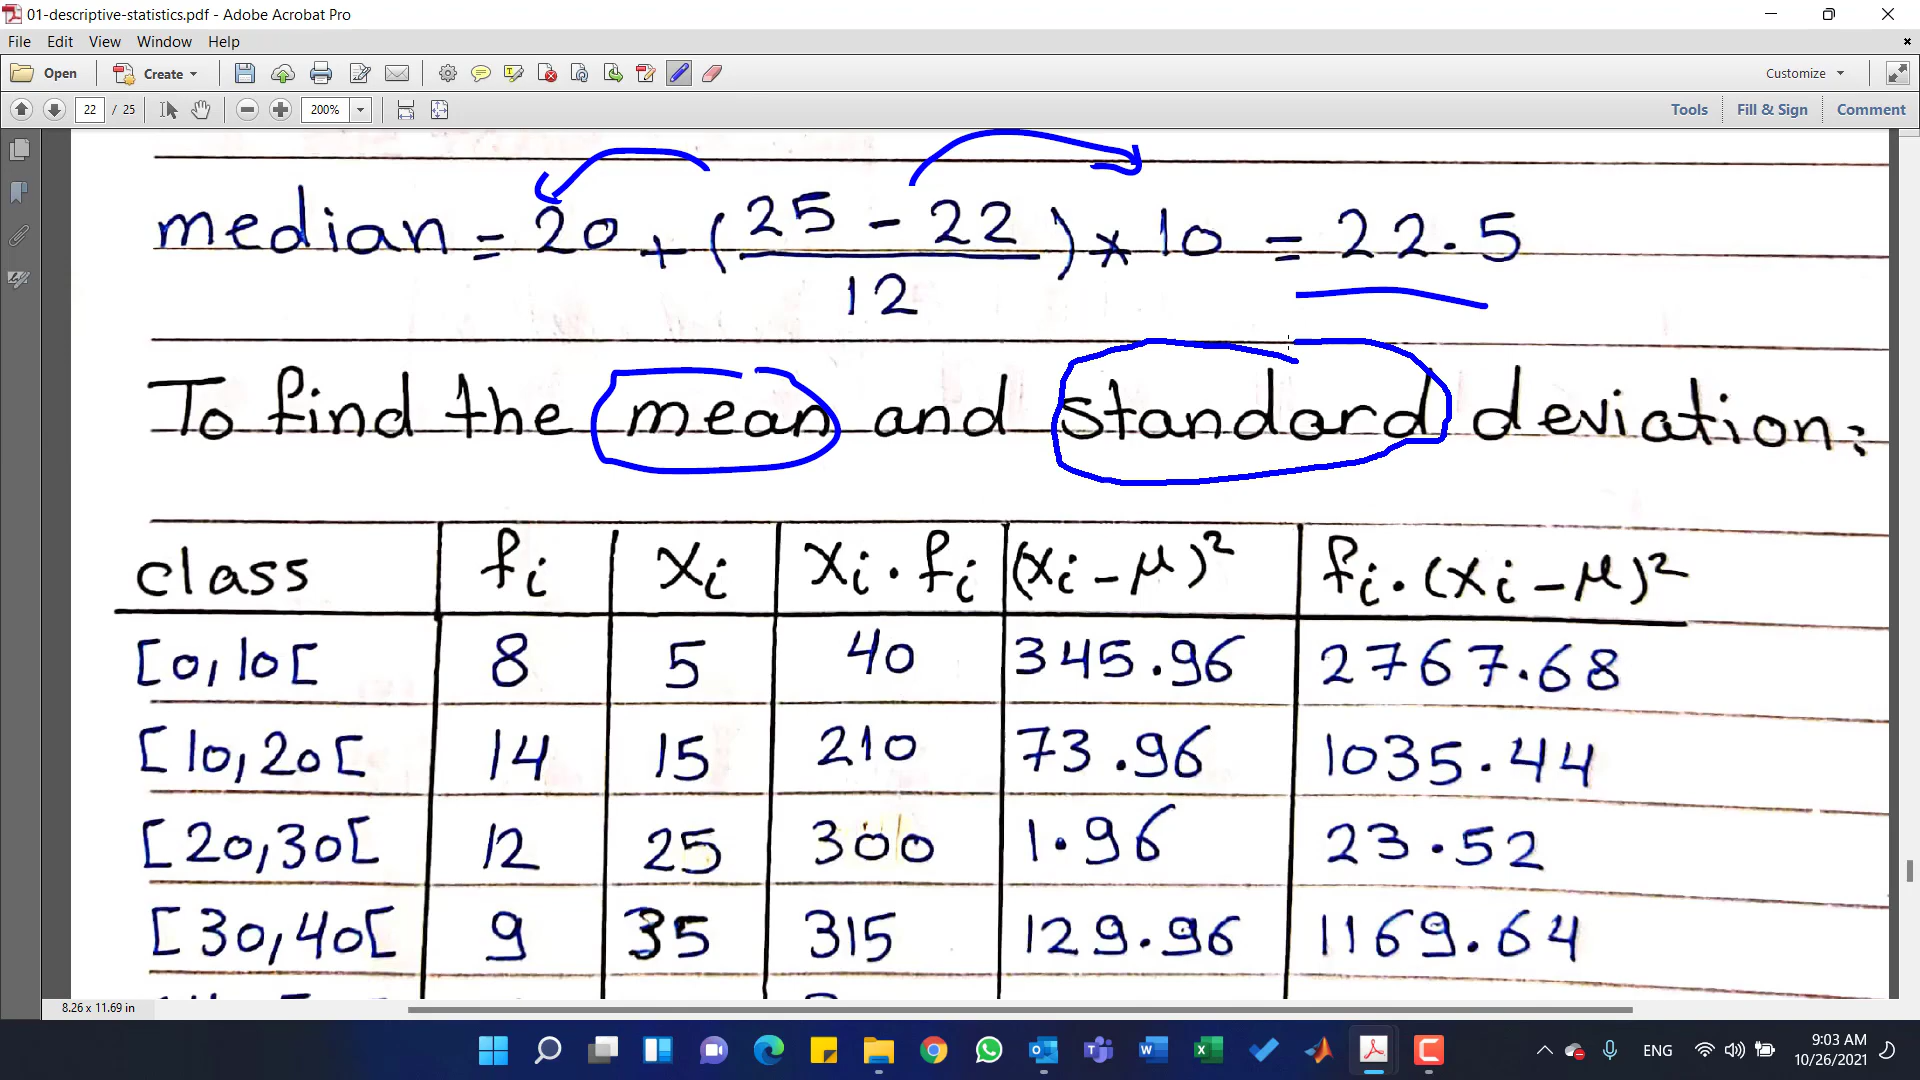 01-descriptive-statistics.pdf - Adobe Acrobat Pro
File Edit View Window Help
Open Create Customize
22 / 25 200% Tools Fill & Sign Comment
median = 20 + ( 25 - 22 / 12 ) * 10 = 22.5
To find the mean and standard deviation:
class fi xi xi . fi (xi - μ)² fi . (xi - μ)²
[0,10[ 8 5 40 345.96 2767.68
[10,20[ 14 15 210 73.96 1035.44
[20,30[ 12 25 300 1.96 23.52
[30,40[ 9 35 315 129.96 1169.64
8.26 x 11.69 in
ENG 9:03 AM
10/26/2021